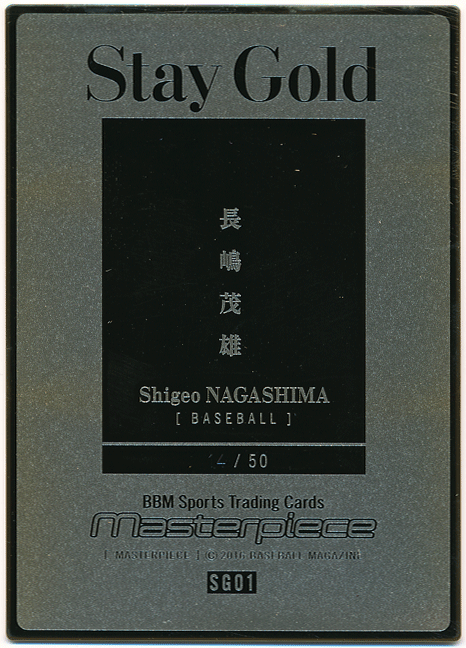 Stay Gold
長
嶋
茂
雄
Shigeo NAGASHIMA
[ BASEBALL ]
/ 50
BBM Sports Trading Cards
Masterpiece
[ MASTERPIECE ] (C) 2016 BASEBALL MAGAZINE
SG01